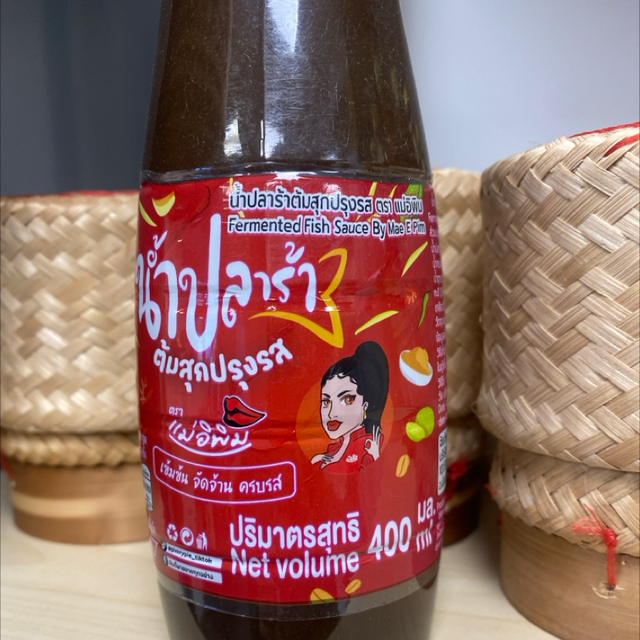 น้ำปลาร้าต้มสุกปรุงรส ตรา แม่อีพิม
Fermented Fish Sauce By Mae E Pim
น้ำปลาร้า
ต้มสุกปรุงรส
ตรา
แม่อีพิม
เข้มข้น จัดจ้าน ครบรส
ปริมาตรสุทธิ 400 มล.
Net volume